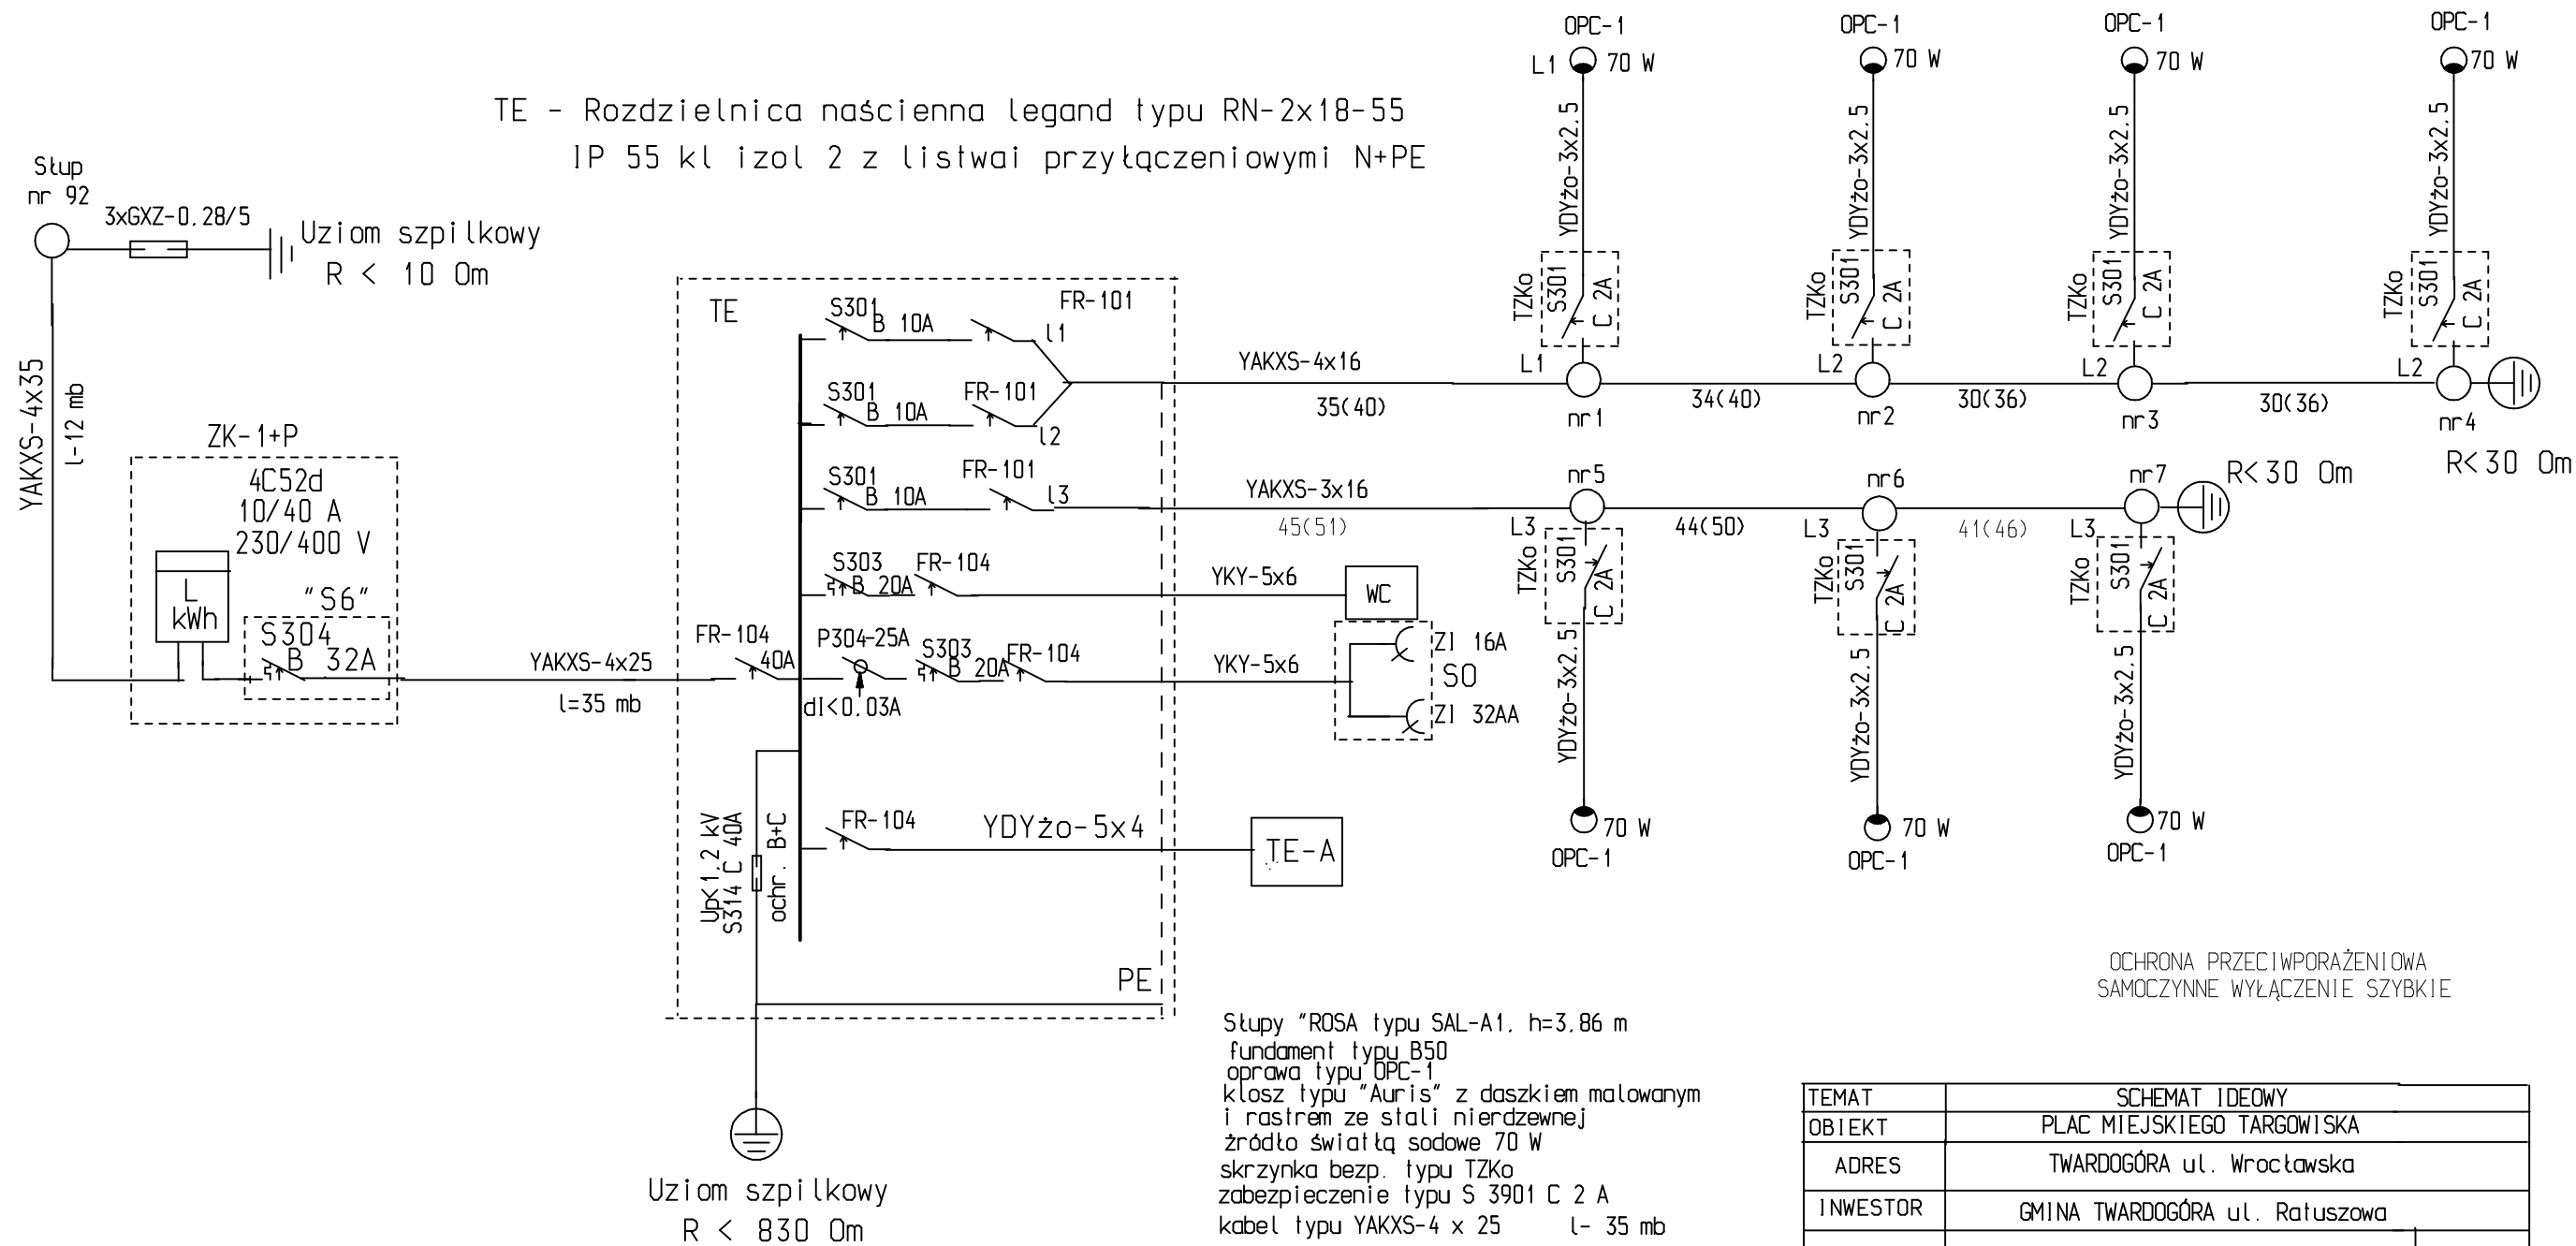 TE - Rozdzielnica naścienna legand typu RN-2x18-55
IP 55 kl izol 2 z listwai przyłączeniowymi N+PE
Słup
nr 92
3xGXZ-0.28/5
Uziom szpilkowy
R < 10 Om
YAKXS-4x35
l-12 mb
ZK-1+P
4C52d
10/40 A
230/400 V
L
kWh
"S6"
S304
B 32A
YAKXS-4x25
l=35 mb
TE
FR-104
40A
S301
B 10A
FR-101
l1
S301
B 10A
FR-101
l2
S301
B 10A
FR-101
l3
S303
B 20A
FR-104
P304-25A
dI<0.03A
S303
B 20A
FR-104
FR-104
Up<1,2 kV
S314 C 40A
ochr. B+C
PE
Uziom szpilkowy
R < 830 Om
YAKXS-4x16
35(40)
YAKXS-3x16
45(51)
YKY-5x6
WC
YKY-5x6
ZI 16A
SO
ZI 32AA
YDYżo-5x4
TE-A
OPC-1
L1
70 W
YDYżo-3x2.5
TZKo
S301
C 2A
L1
nr1
34(40)
OPC-1
70 W
YDYżo-3x2.5
TZKo
S301
C 2A
L2
nr2
30(36)
OPC-1
70 W
YDYżo-3x2.5
TZKo
S301
C 2A
L2
nr3
30(36)
OPC-1
70 W
YDYżo-3x2.5
TZKo
S301
C 2A
L2
nr4
R<30 Om
nr5
L3
TZKo
S301
C 2A
YDYżo-3x2.5
70 W
OPC-1
44(50)
nr6
L3
TZKo
S301
C 2A
YDYżo-3x2.5
70 W
OPC-1
41(46)
nr7
R<30 Om
L3
TZKo
S301
C 2A
YDYżo-3x2.5
70 W
OPC-1
OCHRONA PRZECIWPORAŻENIOWA
SAMOCZYNNE WYŁĄCZENIE SZYBKIE
Słupy "ROSA typu SAL-A1. h=3.86 m
fundament typu B50
oprawa typu OPC-1
klosz typu "Auris" z daszkiem malowanym
i rastrem ze stali nierdzewnej
żródło światłą sodowe 70 W
skrzynka bezp. typu TZKo
zabezpieczenie typu S 3901 C 2 A
kabel typu YAKXS-4 x 25 l- 35 mb
TEMAT SCHEMAT IDEOWY
OBIEKT PLAC MIEJSKIEGO TARGOWISKA
ADRES TWARDOGÓRA ul. Wrocławska
INWESTOR GMINA TWARDOGÓRA ul. Ratuszowa